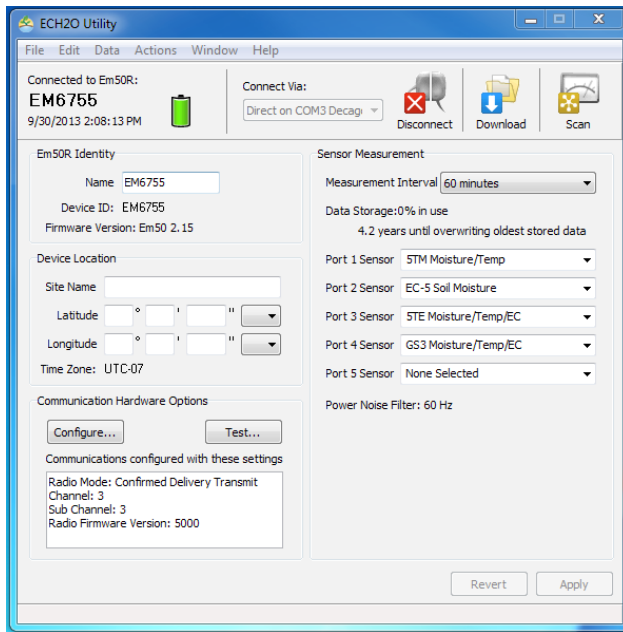 ECH2O Utility
File Edit Data Actions Window Help
Connected to Em50R:
EM6755
9/30/2013 2:08:13 PM
Connect Via:
Direct on COM3 Decag
Disconnect
Download
Scan
Em50R Identity
Name EM6755
Device ID: EM6755
Firmware Version: Em50 2.15
Device Location
Site Name
Latitude ° ' "
Longitude ° ' "
Time Zone: UTC-07
Communication Hardware Options
Configure... Test...
Communications configured with these settings
Radio Mode: Confirmed Delivery Transmit
Channel: 3
Sub Channel: 3
Radio Firmware Version: 5000
Sensor Measurement
Measurement Interval 60 minutes
Data Storage:0% in use
4.2 years until overwriting oldest stored data
Port 1 Sensor 5TM Moisture/Temp
Port 2 Sensor EC-5 Soil Moisture
Port 3 Sensor 5TE Moisture/Temp/EC
Port 4 Sensor GS3 Moisture/Temp/EC
Port 5 Sensor None Selected
Power Noise Filter: 60 Hz
Revert Apply